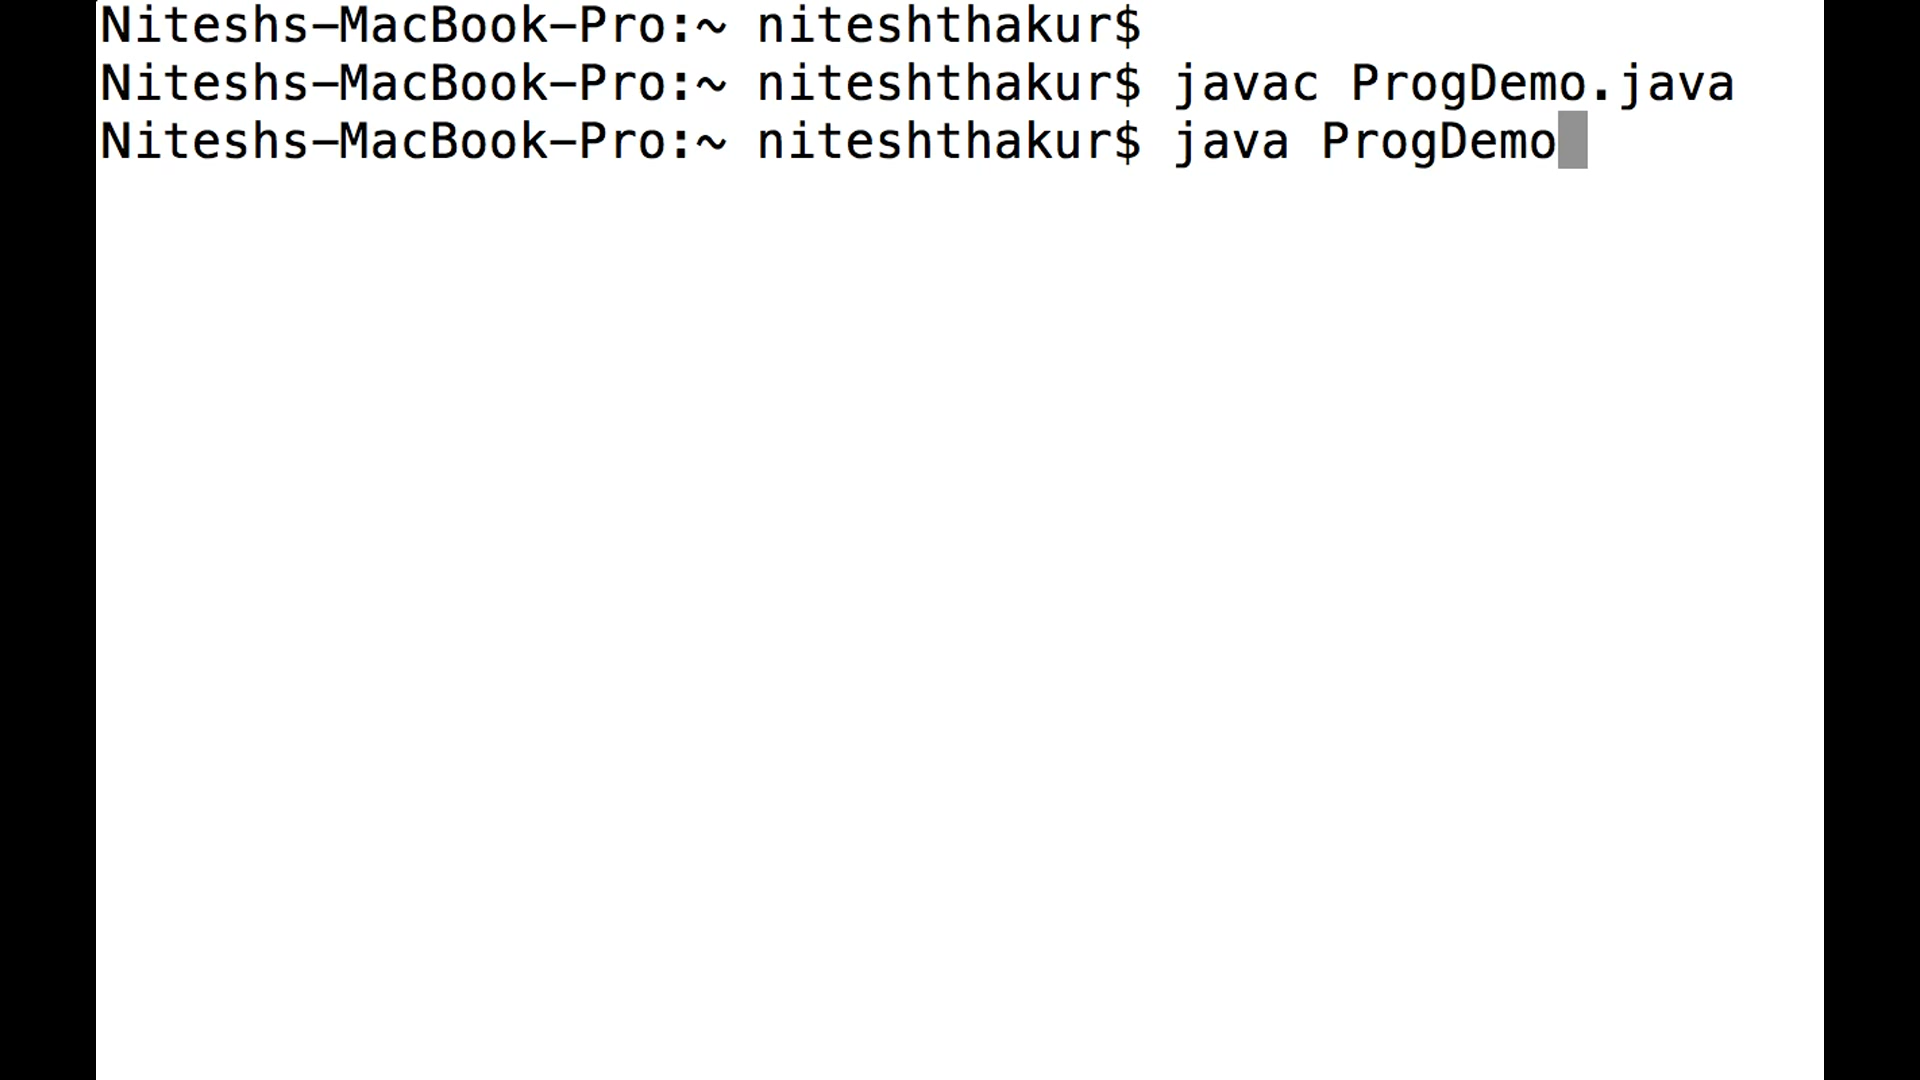 Niteshs-MacBook-Pro:~ niteshthakur$
Niteshs-MacBook-Pro:~ niteshthakur$ javac ProgDemo.java
Niteshs-MacBook-Pro:~ niteshthakur$ java ProgDemo